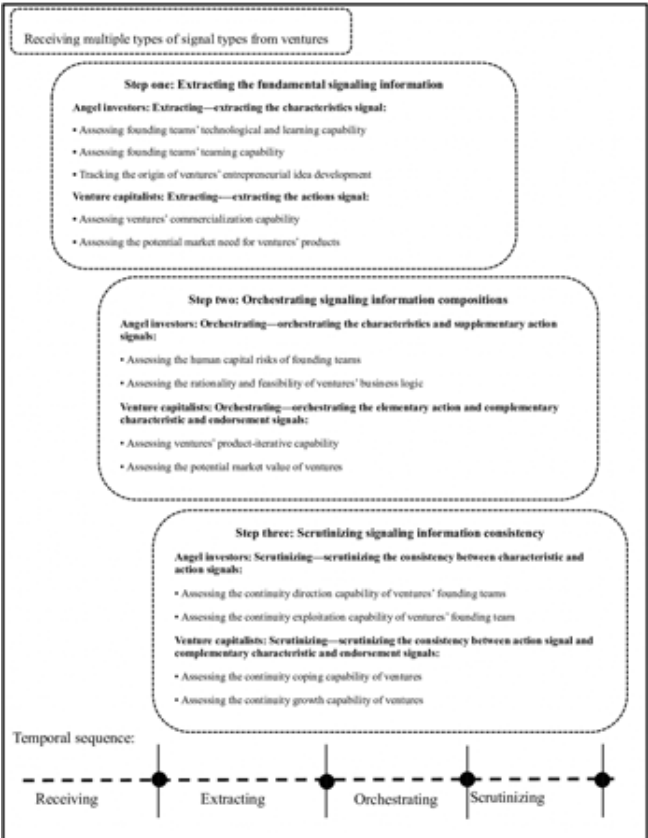 Receiving multiple types of signal types from ventures
Step one: Extracting the fundamental signaling information
Angel investors: Extracting—extracting the characteristics signal:
• Assessing founding teams' technological and learning capability
• Assessing founding teams' teaming capability
• Tracking the origin of ventures' entrepreneurial idea development
Venture capitalists: Extracting—extracting the actions signal:
• Assessing ventures' commercialization capability
• Assessing the potential market need for ventures' products
Step two: Orchestrating signaling information compositions
Angel investors: Orchestrating—orchestrating the characteristics and supplementary action
signals:
• Assessing the human capital risks of founding teams
• Assessing the rationality and feasibility of ventures' business logic
Venture capitalists: Orchestrating—orchestrating the elementary action and complementary
characteristic and endorsement signals:
• Assessing ventures' product-iterative capability
• Assessing the potential market value of ventures
Step three: Scrutinizing signaling information consistency
Angel investors: Scrutinizing—scrutinizing the consistency between characteristic and
action signals:
• Assessing the continuity direction capability of ventures' founding teams
• Assessing the continuity exploitation capability of ventures' founding team
Venture capitalists: Scrutinizing—scrutinizing the consistency between action signal and
complementary characteristic and endorsement signals:
• Assessing the continuity coping capability of ventures
• Assessing the continuity growth capability of ventures
Temporal sequence:
Receiving Extracting Orchestrating Scrutinizing